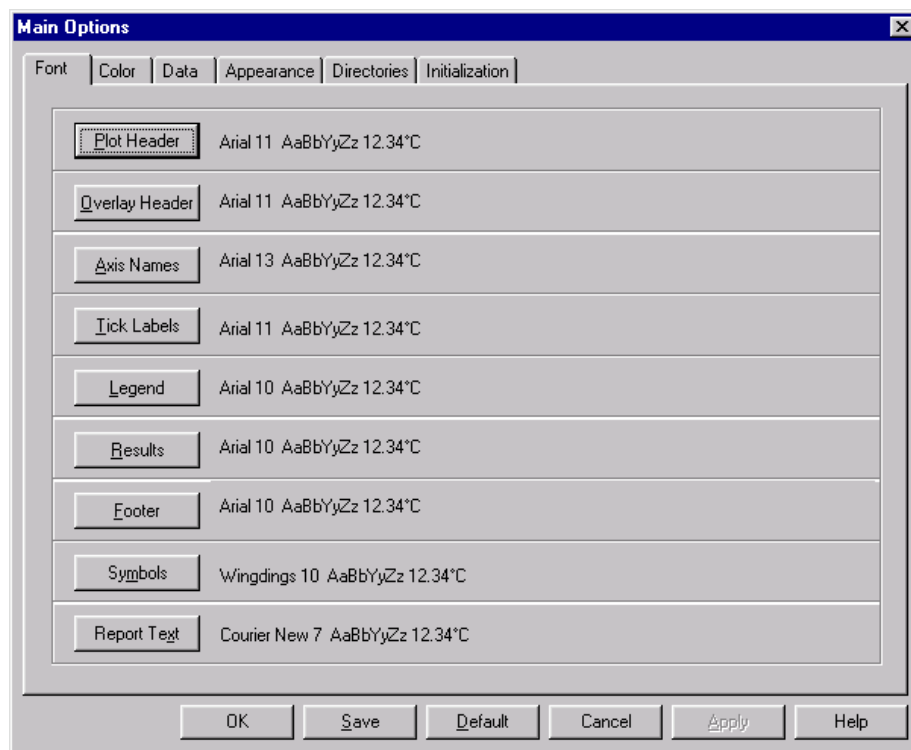 Main Options
Font Color Data Appearance Directories Initialization
Plot Header Arial 11 AaBbYyZz 12.34°C
Overlay Header Arial 11 AaBbYyZz 12.34°C
Axis Names Arial 13 AaBbYyZz 12.34°C
Tick Labels Arial 11 AaBbYyZz 12.34°C
Legend Arial 10 AaBbYyZz 12.34°C
Results Arial 10 AaBbYyZz 12.34°C
Footer Arial 10 AaBbYyZz 12.34°C
Symbols Wingdings 10 AaBbYyZz 12.34°C
Report Text Courier New 7 AaBbYyZz 12.34°C
OK Save Default Cancel Apply Help